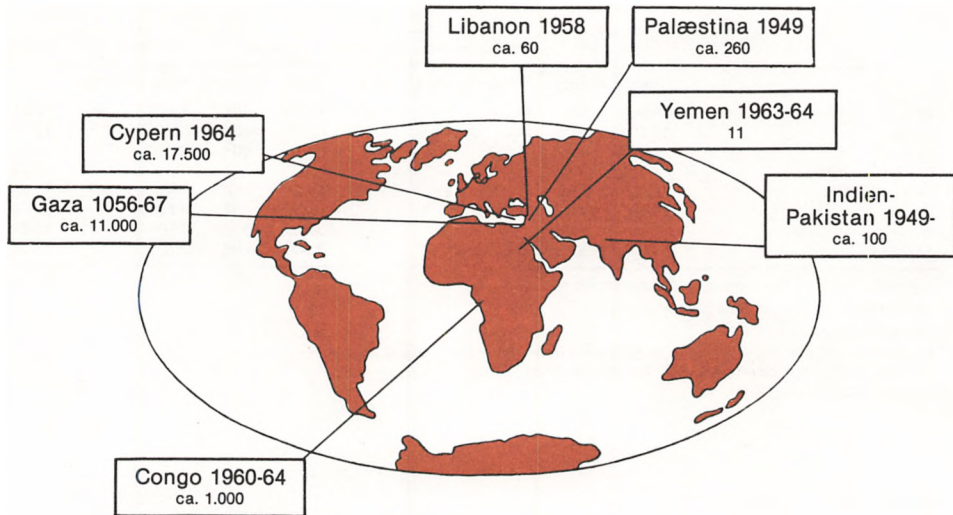 Libanon 1958
ca. 60
Palæstina 1949
ca. 260
Yemen 1963-64
11
Cypern 1964
ca. 17.500
Gaza 1056-67
ca. 11.000
Indien-
Pakistan 1949-
ca. 100
Congo 1960-64
ca. 1.000